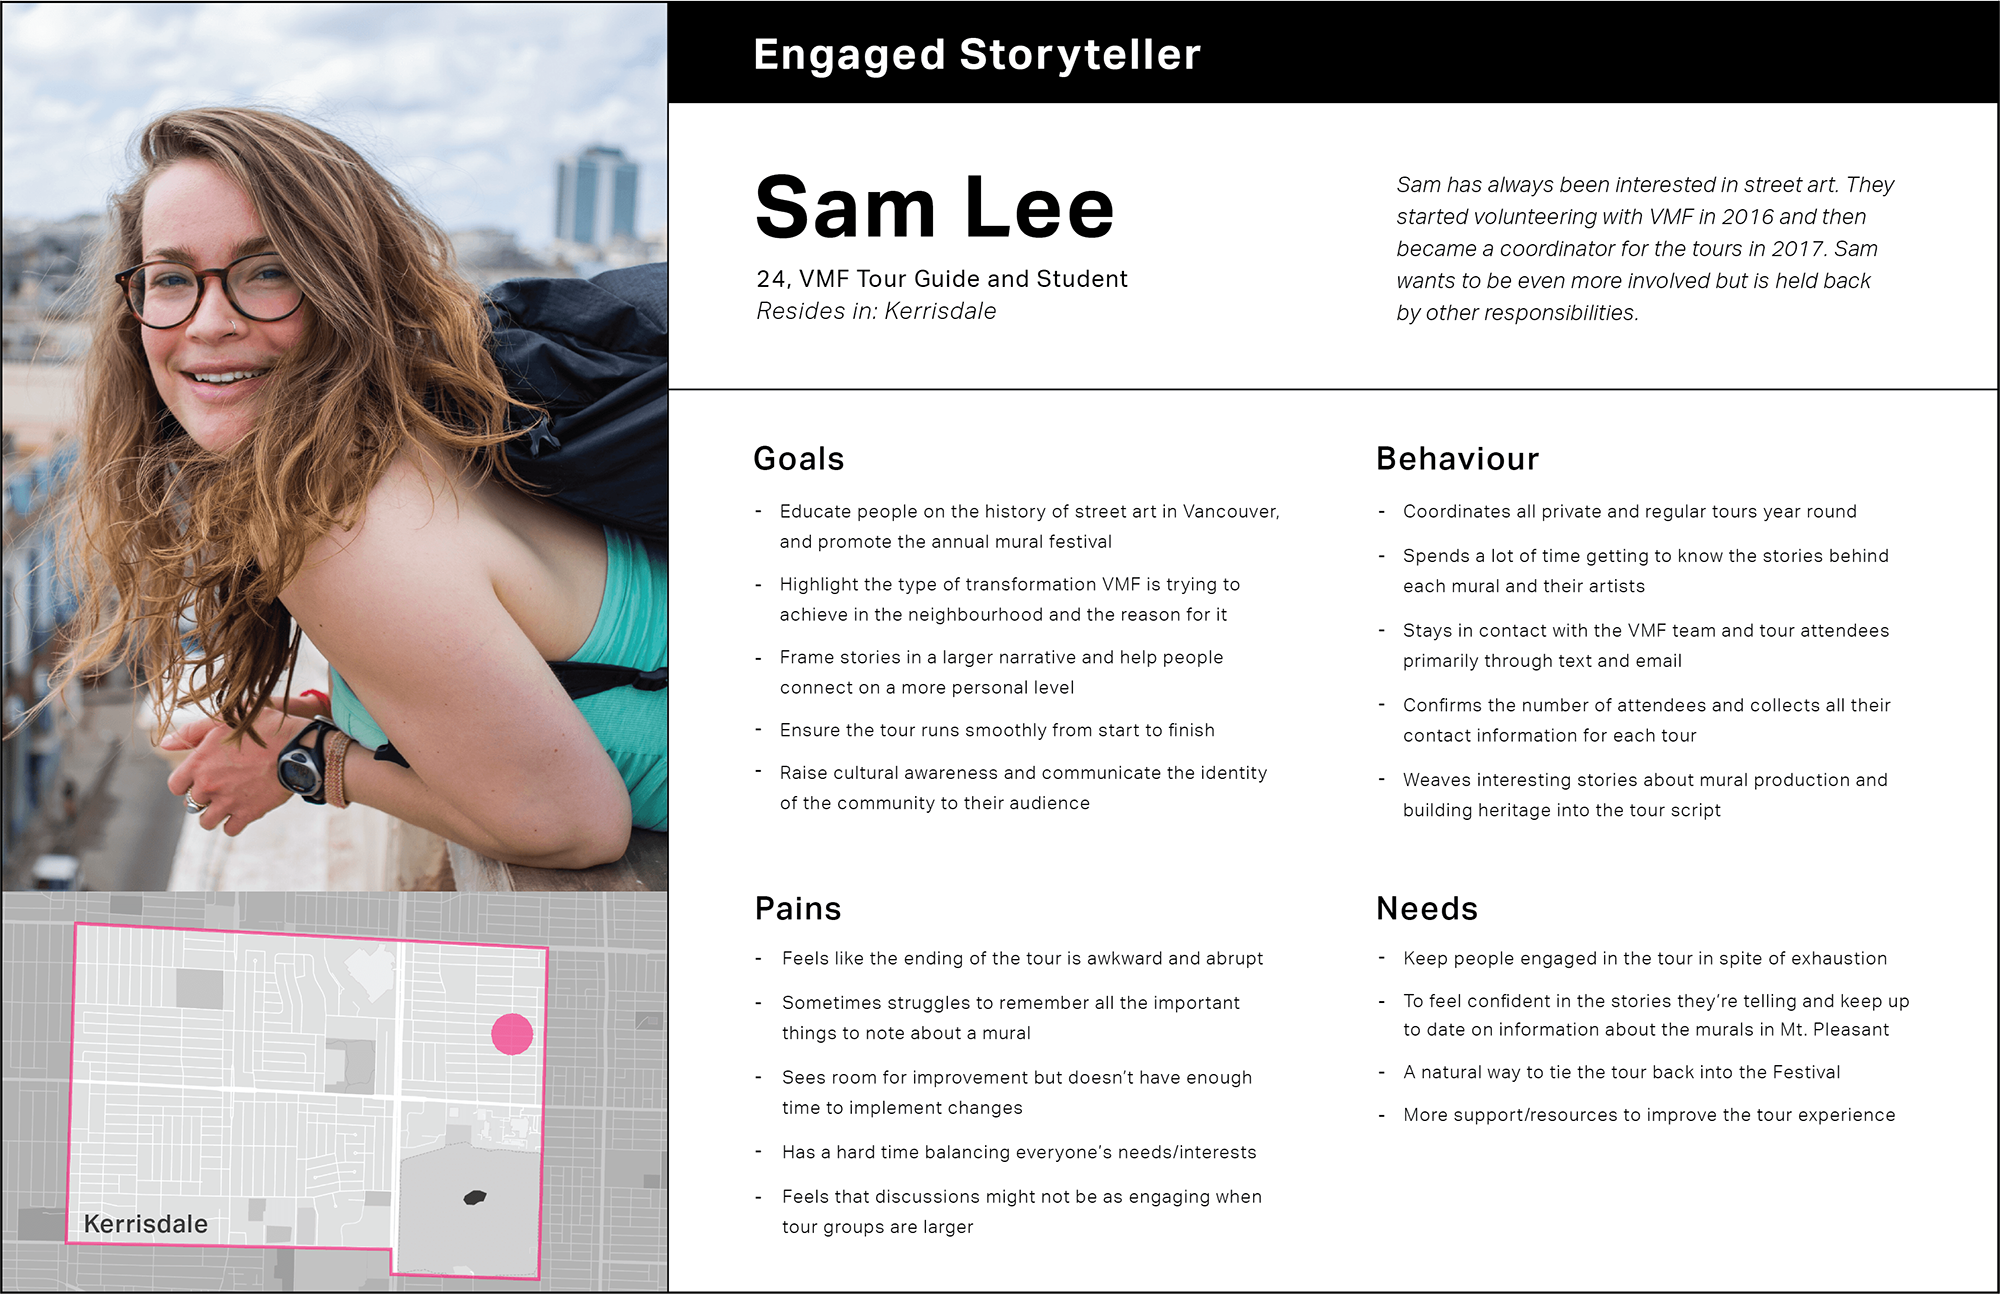 Engaged Storyteller
Sam Lee
24, VMF Tour Guide and Student
Resides in: Kerrisdale
Sam has always been interested in street art. They
started volunteering with VMF in 2016 and then
became a coordinator for the tours in 2017. Sam
wants to be even more involved but is held back
by other responsibilities.
Goals
- Educate people on the history of street art in Vancouver,
and promote the annual mural festival
- Highlight the type of transformation VMF is trying to
achieve in the neighbourhood and the reason for it
- Frame stories in a larger narrative and help people
connect on a more personal level
- Ensure the tour runs smoothly from start to finish
- Raise cultural awareness and communicate the identity
of the community to their audience
Behaviour
- Coordinates all private and regular tours year round
- Spends a lot of time getting to know the stories behind
each mural and their artists
- Stays in contact with the VMF team and tour attendees
primarily through text and email
- Confirms the number of attendees and collects all their
contact information for each tour
- Weaves interesting stories about mural production and
building heritage into the tour script
Pains
- Feels like the ending of the tour is awkward and abrupt
- Sometimes struggles to remember all the important
things to note about a mural
- Sees room for improvement but doesn't have enough
time to implement changes
- Has a hard time balancing everyone's needs/interests
- Feels that discussions might not be as engaging when
tour groups are larger
Needs
- Keep people engaged in the tour in spite of exhaustion
- To feel confident in the stories they're telling and keep up
to date on information about the murals in Mt. Pleasant
- A natural way to tie the tour back into the Festival
- More support/resources to improve the tour experience
Kerrisdale